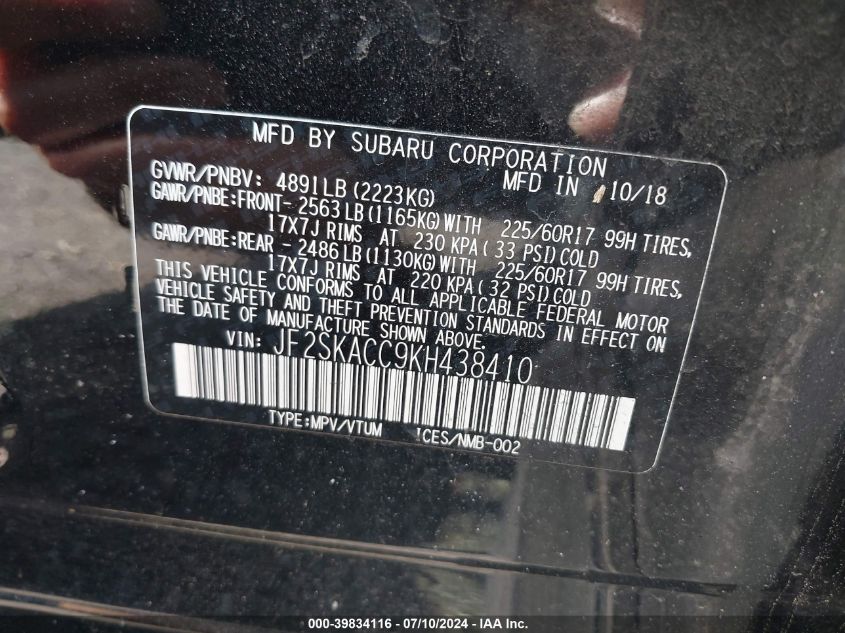 MFD BY SUBARU CORPORATION
GVWR/PNBV: 4891LB (2223KG) MFD IN 10/18
GAWR/PNBE:FRONT- 2563LB (1165KG) WITH 225/60R17 99H TIRES,
17X7J RIMS AT 230 KPA ( 33 PSI) COLD
GAWR/PNBE:REAR - 2486LB (1130KG) WITH 225/60R17 99H TIRES,
17X7J RIMS AT 220 KPA ( 32 PSI) COLD
THIS VEHICLE CONFORMS TO ALL APPLICABLE FEDERAL MOTOR
VEHICLE SAFETY AND THEFT PREVENTION STANDARDS IN EFFECT ON
THE DATE OF MANUFACTURE SHOWN ABOVE.
VIN: JF2SKACC9KH438410
TYPE:MPV/VTUM ICES/NMB-002
000-39834116 - 07/10/2024 - IAA Inc.